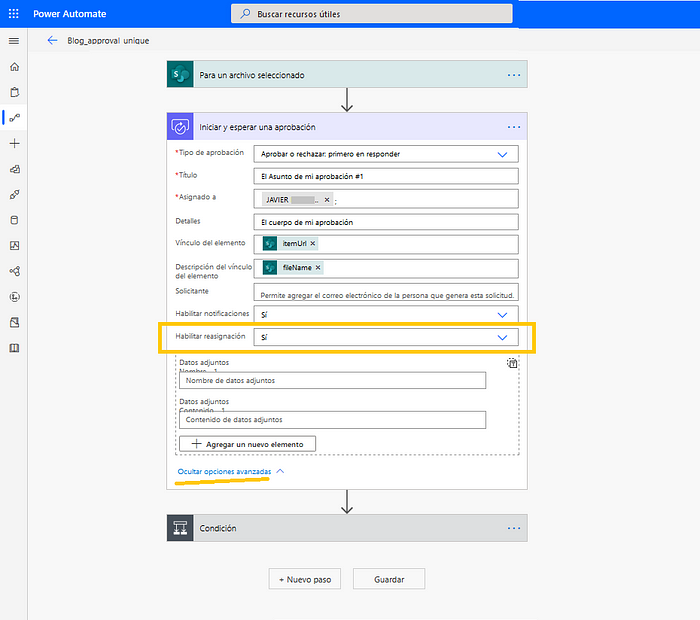 Power Automate
Buscar recursos útiles
Blog_approval_unique
Para un archivo seleccionado
Iniciar y esperar una aprobación
*Tipo de aprobación
Aprobar o rechazar: primero en responder
*Título
El Asunto de mi aprobación #1
*Asignado a
JAVIER .. × ;
Detalles
El cuerpo de mi aprobación
Vínculo del elemento
itemUrl ×
Descripción del vínculo
del elemento
fileName ×
Solicitante
Permite agregar el correo electrónico de la persona que genera esta solicitud.
Habilitar notificaciones
Sí
Habilitar reasignación
Sí
Datos adjuntos
Nombre - 1
Nombre de datos adjuntos
Datos adjuntos
Contenido - 1
Contenido de datos adjuntos
Agregar un nuevo elemento
Ocultar opciones avanzadas
Condición
+ Nuevo paso
Guardar